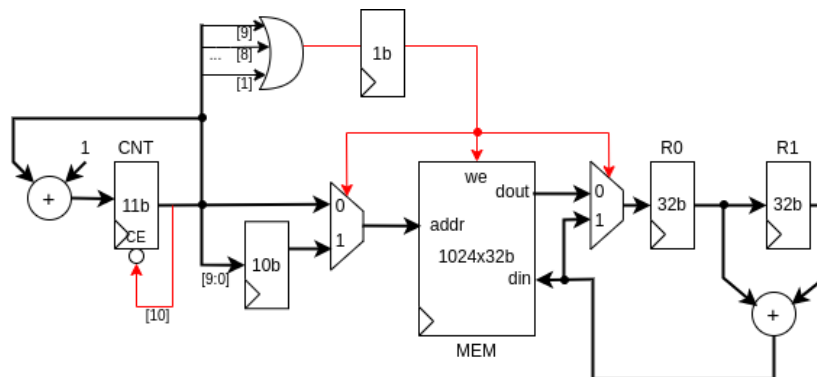 [9]
... [8]
[1]
1b
1
CNT
11b
+
CE
[10]
[9:0]
10b
0
1
we
dout
addr
1024x32b
din
MEM
0
1
R0
32b
R1
32b
+